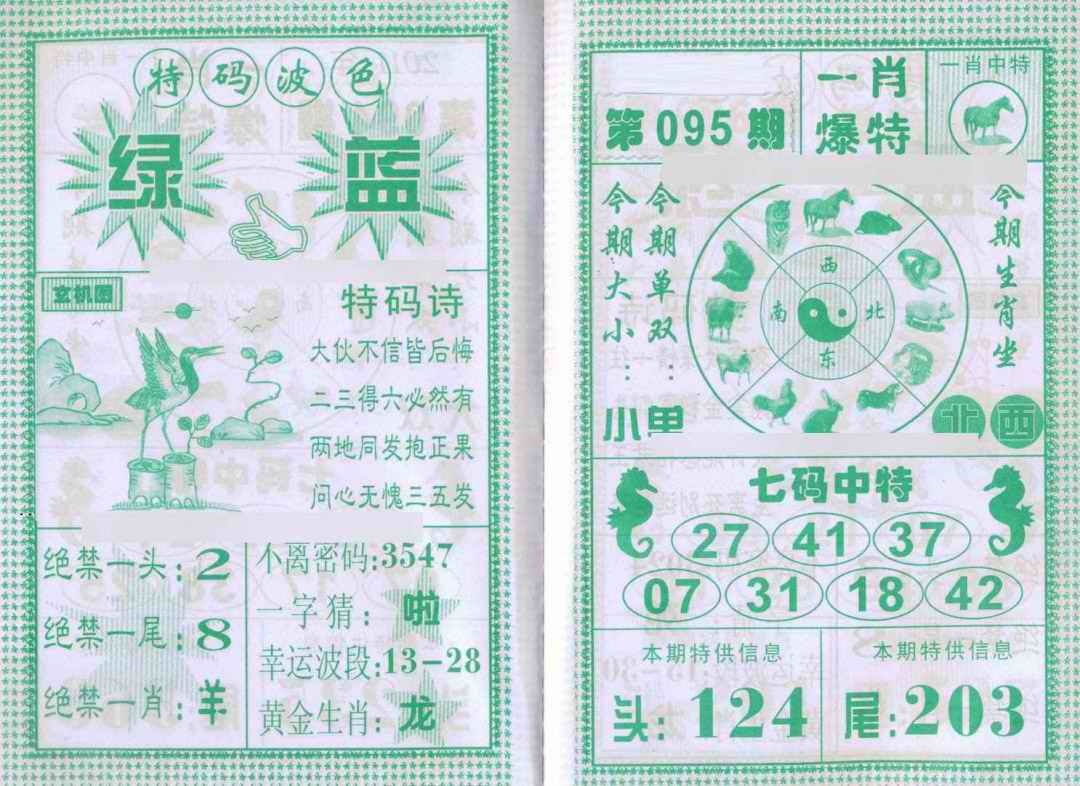 特码波色
绿 蓝
玄机图
特码诗
大伙不信皆后悔
二三得六必然有
两地同发抱正果
问心无愧三五发
绝禁一头:2
绝禁一尾:8
绝禁一肖:羊
不离密码:3547
一字猜:啦
幸运波段:13-28
黄金生肖:龙
第095期
一肖
爆特
一肖中特
今期大小:小
今期单双:
西
南 北
东
今期生肖坐
北 西
七码中特
27 41 37
07 31 18 42
本期特供信息
头:124
本期特供信息
尾:203